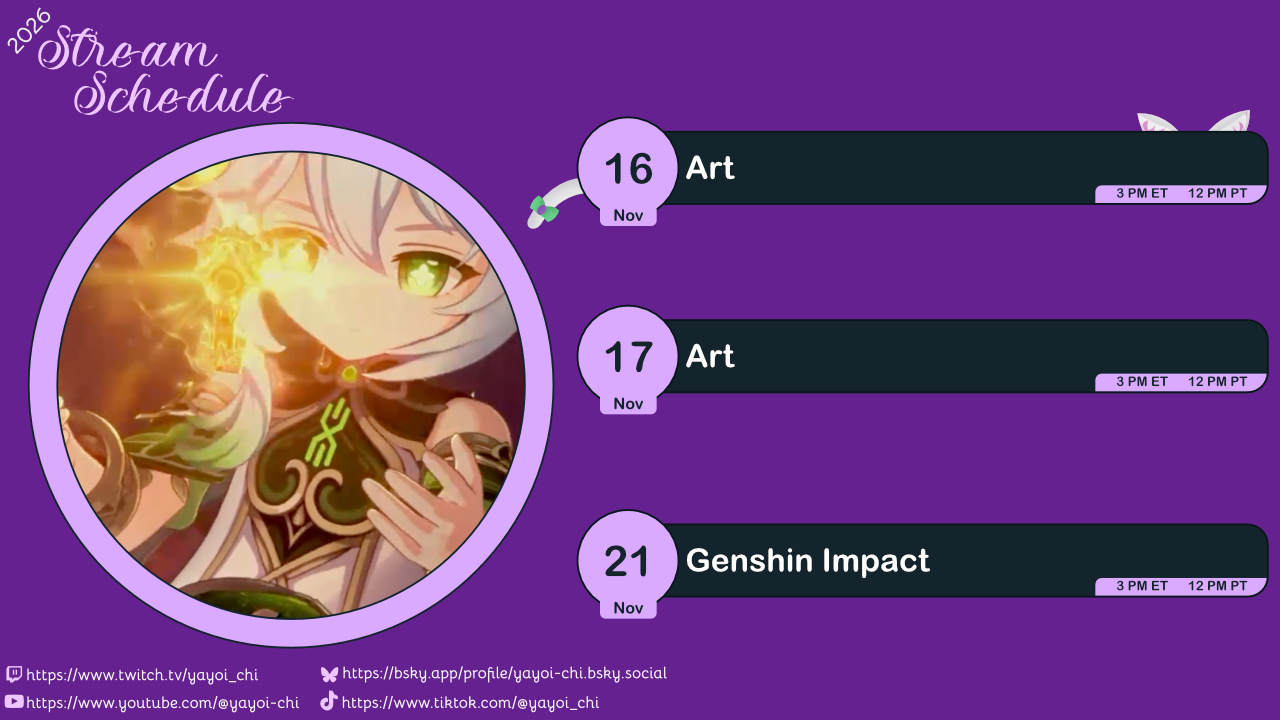 2026
Stream
Schedule
16
Nov
Art
3 PM ET 12 PM PT
17
Nov
Art
3 PM ET 12 PM PT
21
Nov
Genshin Impact
3 PM ET 12 PM PT
https://www.twitch.tv/yayoi_chi
https://bsky.app/profile/yayoi-chi.bsky.social
https://www.youtube.com/@yayoi-chi
https://www.tiktok.com/@yayoi_chi